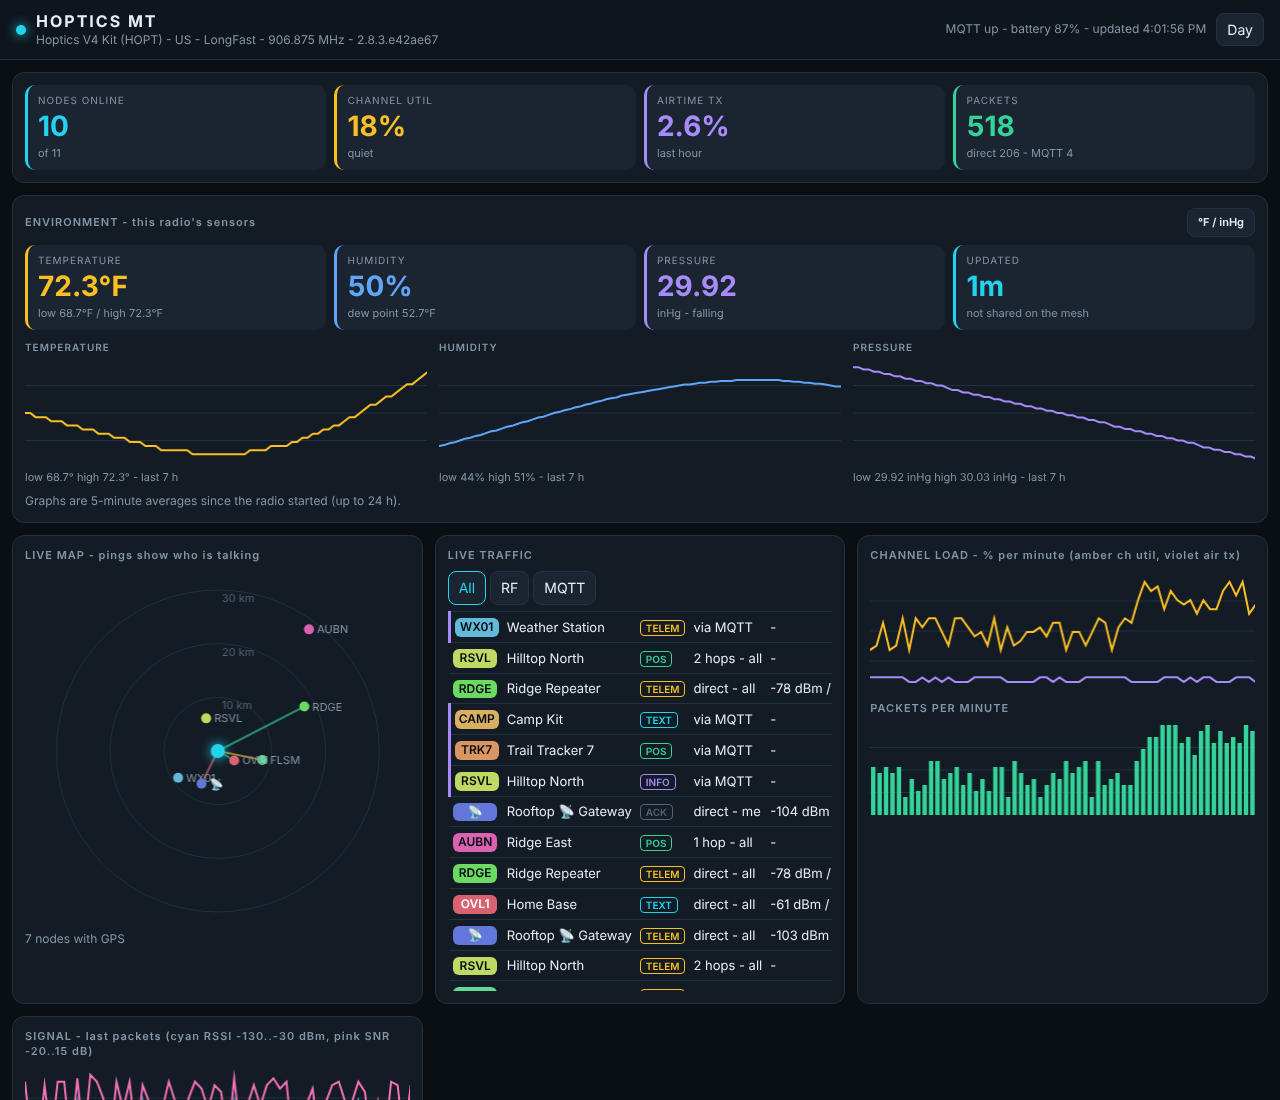 HOPTICS MT
Hoptics V4 Kit (HOPT) - US - LongFast - 906.875 MHz - 2.8.3.e42ae67
MQTT up - battery 87% - updated 4:01:56 PM
Day
NODES ONLINE
10
of 11
CHANNEL UTIL
18%
quiet
AIRTIME TX
2.6%
last hour
PACKETS
518
direct 206 - MQTT 4
ENVIRONMENT - this radio's sensors
°F / inHg
TEMPERATURE
72.3°F
low 68.7°F / high 72.3°F
HUMIDITY
50%
dew point 52.7°F
PRESSURE
29.92
inHg - falling
UPDATED
1m
not shared on the mesh
TEMPERATURE
low 68.7° high 72.3° - last 7 h
HUMIDITY
low 44% high 51% - last 7 h
PRESSURE
low 29.92 inHg high 30.03 inHg - last 7 h
Graphs are 5-minute averages since the radio started (up to 24 h).
LIVE MAP - pings show who is talking
30 km
AUBN
20 km
10 km
RDGE
RSVL
FLSM
WX01
7 nodes with GPS
LIVE TRAFFIC
All RF MQTT
WX01 Weather Station TELEM via MQTT -
RSVL Hilltop North POS 2 hops - all -
RDGE Ridge Repeater TELEM direct - all -78 dBm /
CAMP Camp Kit TEXT via MQTT -
TRK7 Trail Tracker 7 POS via MQTT -
RSVL Hilltop North INFO via MQTT -
📡 Rooftop 📡 Gateway ACK direct - me -104 dBm
AUBN Ridge East POS 1 hop - all -
RDGE Ridge Repeater TELEM direct - all -78 dBm /
OVL1 Home Base TEXT direct - all -61 dBm /
📡 Rooftop 📡 Gateway TELEM direct - all -103 dBm
RSVL Hilltop North TELEM 2 hops - all -
CHANNEL LOAD - % per minute (amber ch util, violet air tx)
PACKETS PER MINUTE
SIGNAL - last packets (cyan RSSI -130..-30 dBm, pink SNR
-20..15 dB)